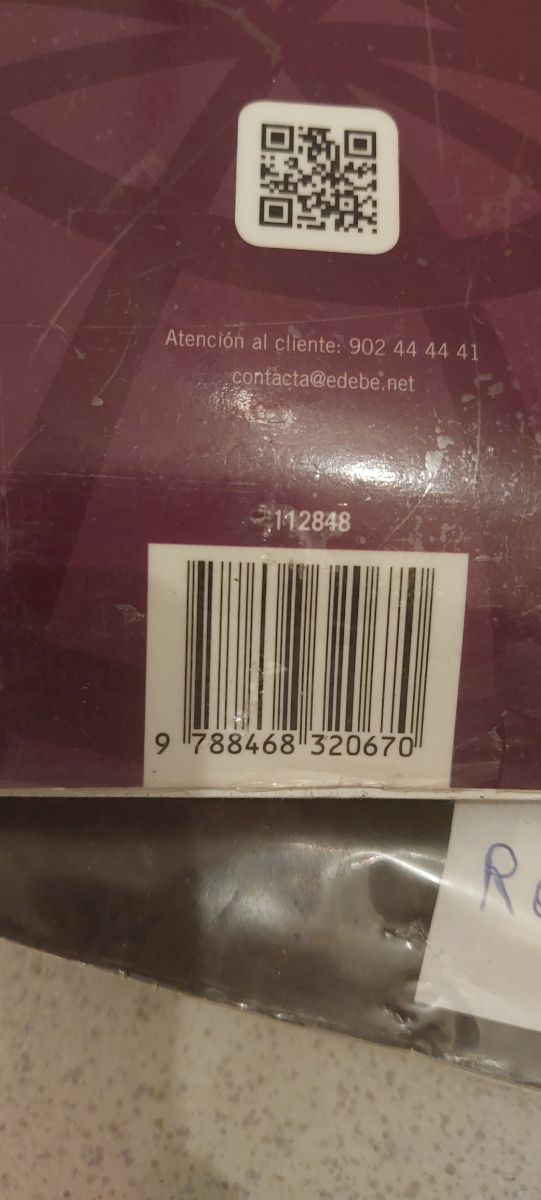 Atención al cliente: 902 44 44 41
contacta@edebe.net
112848
9 788468 320670